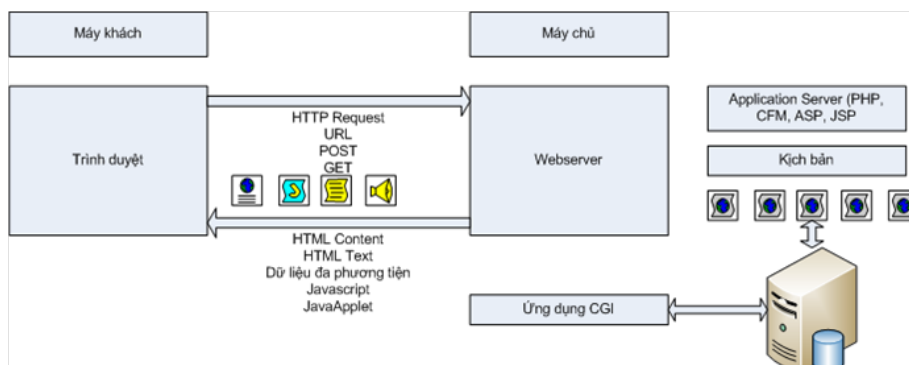 Máy khách
Máy chủ
Trình duyệt
HTTP Request
URL
POST
GET
HTML Content
HTML Text
Dữ liệu đa phương tiện
Javascript
JavaApplet
Webserver
Application Server (PHP,
CFM, ASP, JSP
Kịch bản
Ứng dụng CGI